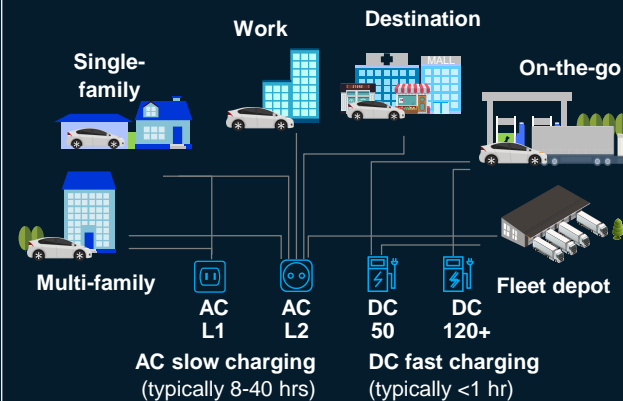 Work
Destination
Single-
family
On-the-go
MALL
STORE
Multi-family
Fleet depot
AC
L1
AC
L2
DC
50
DC
120+
AC slow charging
(typically 8-40 hrs)
DC fast charging
(typically <1 hr)